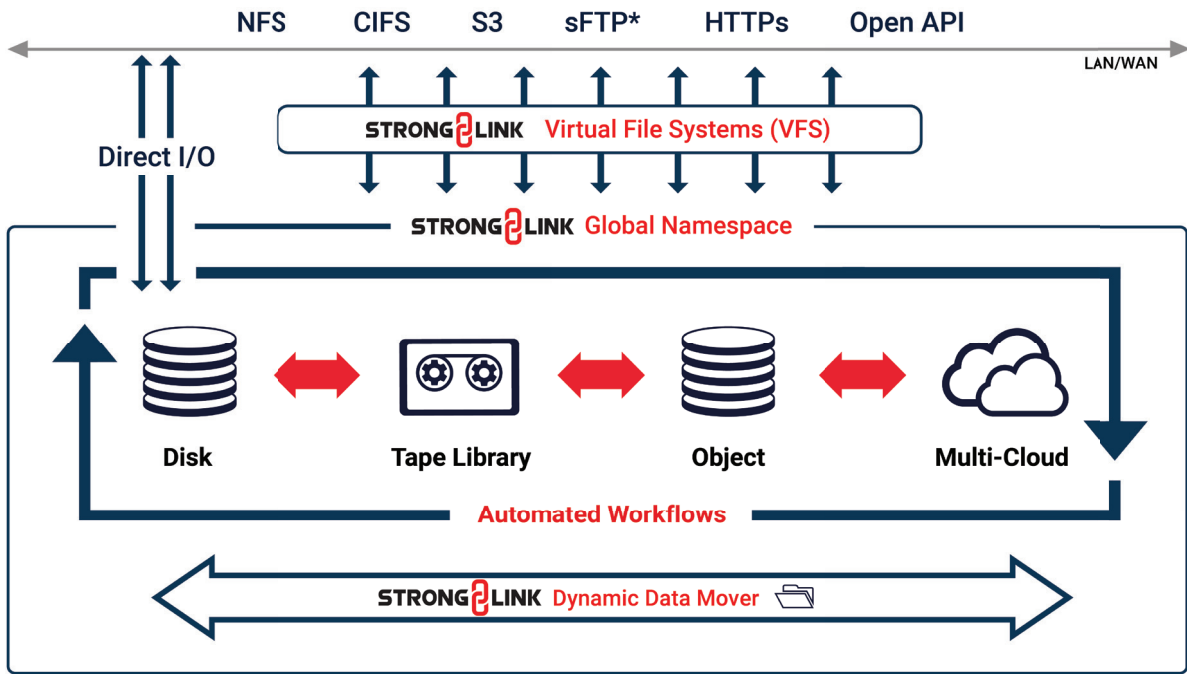 NFS CIFS S3 sFTP* HTTPs Open API
LAN/WAN
STRONGLINK Virtual File Systems (VFS)
Direct I/O
STRONGLINK Global Namespace
Disk Tape Library Object Multi-Cloud
Automated Workflows
STRONGLINK Dynamic Data Mover